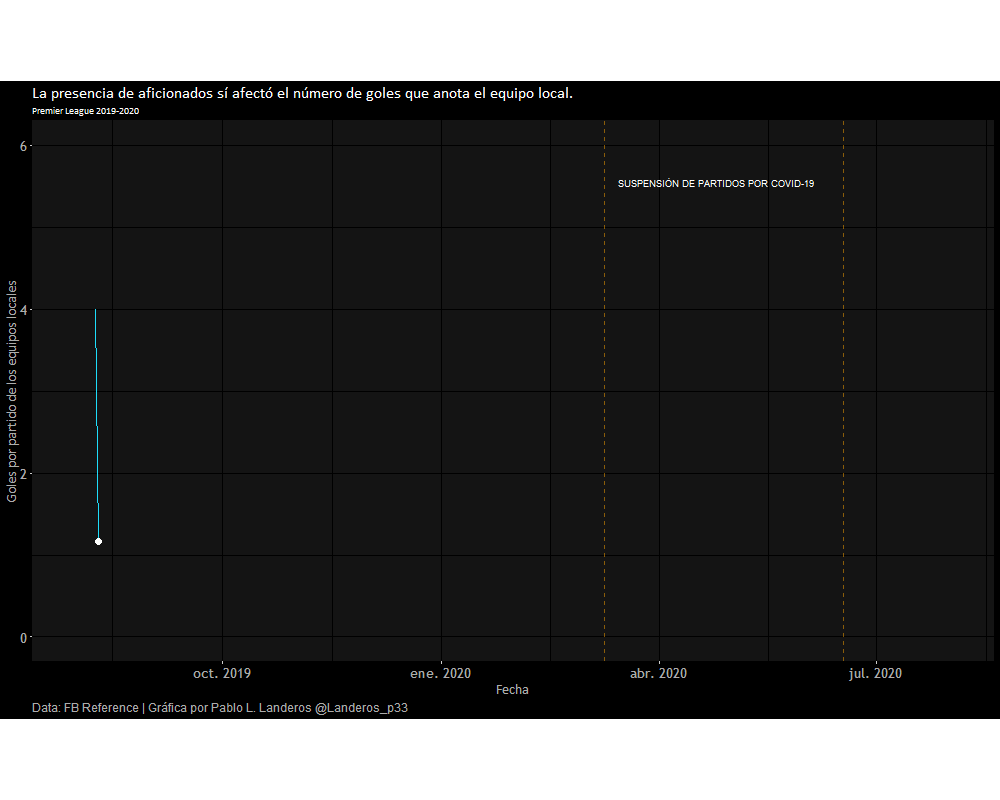 La presencia de aficionados sí afectó el número de goles que anota el equipo local.
Premier League 2019-2020
6
SUSPENSIÓN DE PARTIDOS POR COVID-19
4
2
0
Goles por partido de los equipos locales
oct. 2019
ene. 2020
abr. 2020
jul. 2020
Fecha
Data: FB Reference | Gráfica por Pablo L. Landeros @Landeros_p33